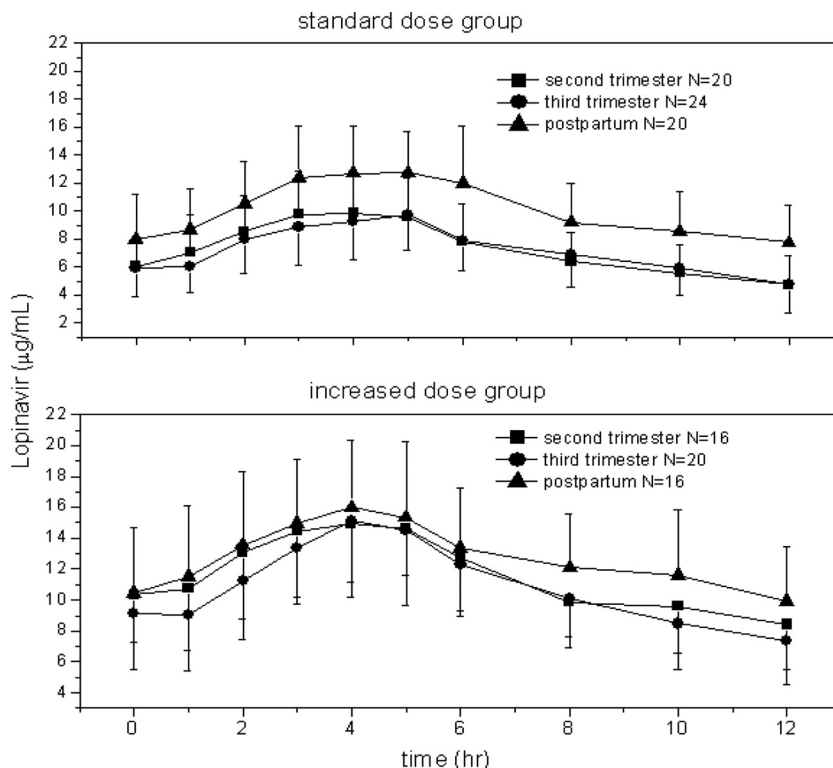 standard dose group
22
20
18
16
14
12
10
8
6
4
2
second trimester N=20
third trimester N=24
postpartum N=20
Lopinavir (μg/mL)
increased dose group
22
20
18
16
14
12
10
8
6
4
second trimester N=16
third trimester N=20
postpartum N=16
0 2 4 6 8 10 12
time (hr)